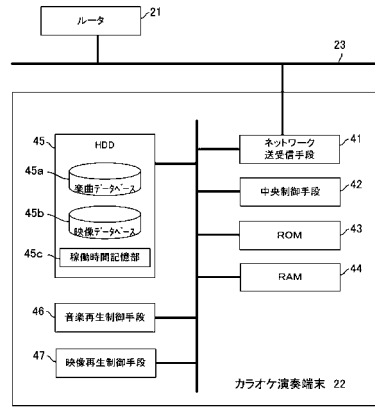 ルータ 21
23
45 HDD
45a 楽曲データベース
45b 映像データベース
45c 稼働時間記憶部
ネットワーク
送受信手段 41
中央制御手段 42
ROM 43
RAM 44
46 音楽再生制御手段
47 映像再生制御手段
カラオケ演奏端末 22